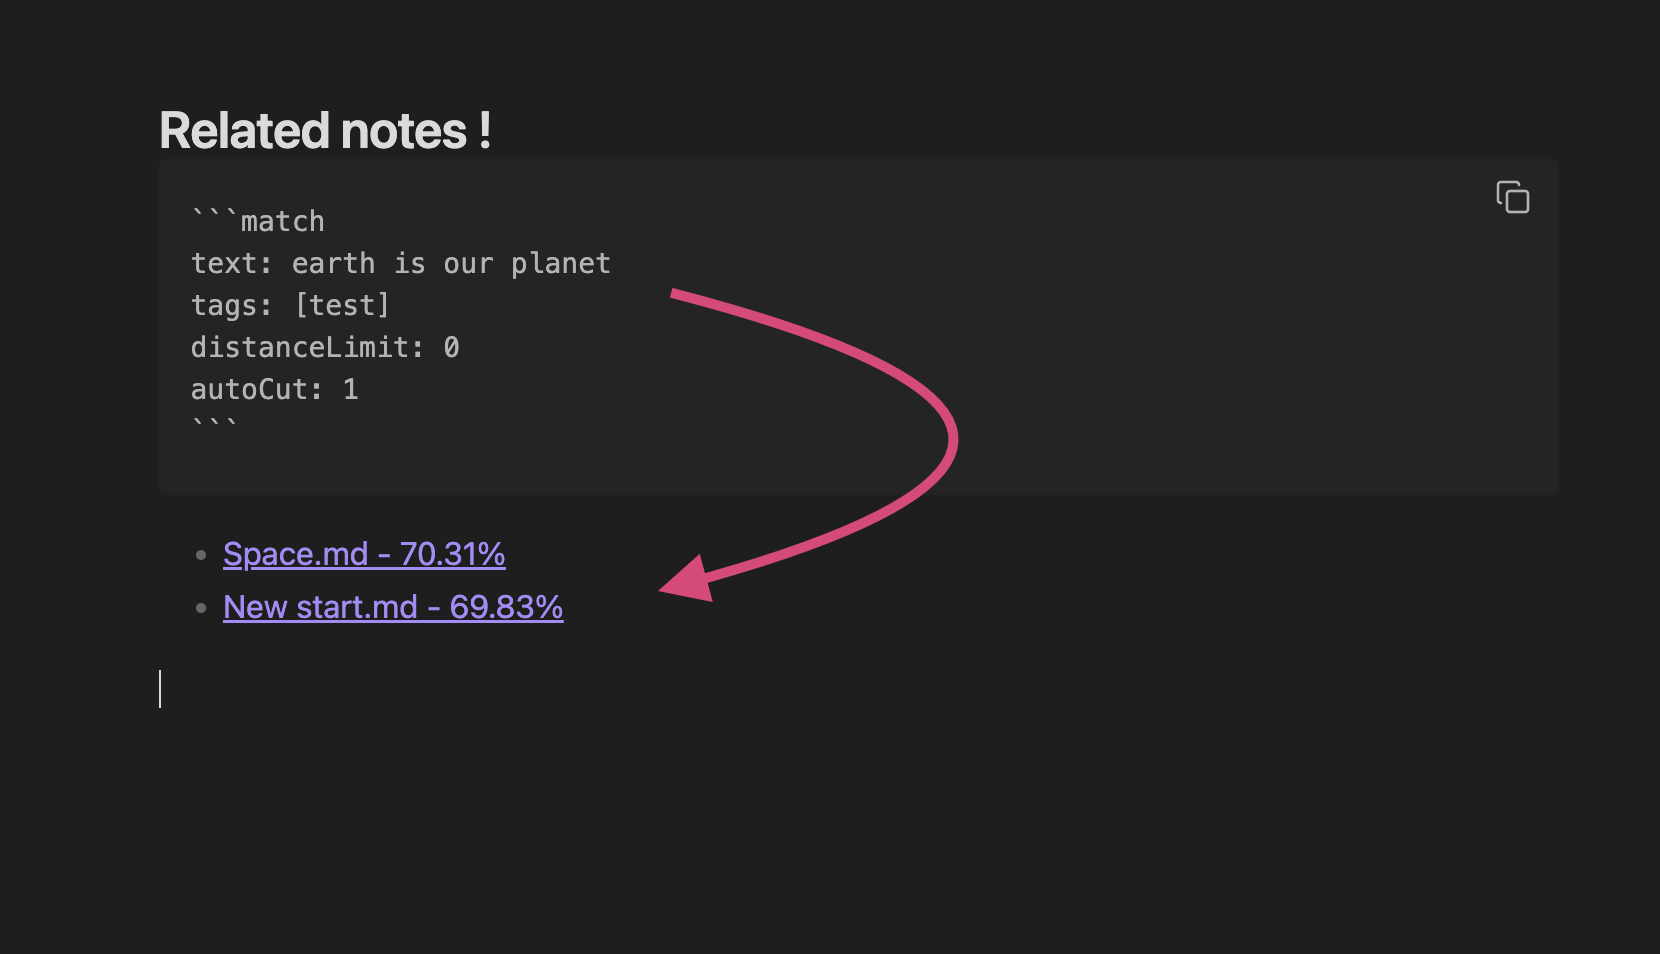 Related notes !
```match
text: earth is our planet
tags: [test]
distanceLimit: 0
autoCut: 1
```
Space.md - 70.31%
New start.md - 69.83%